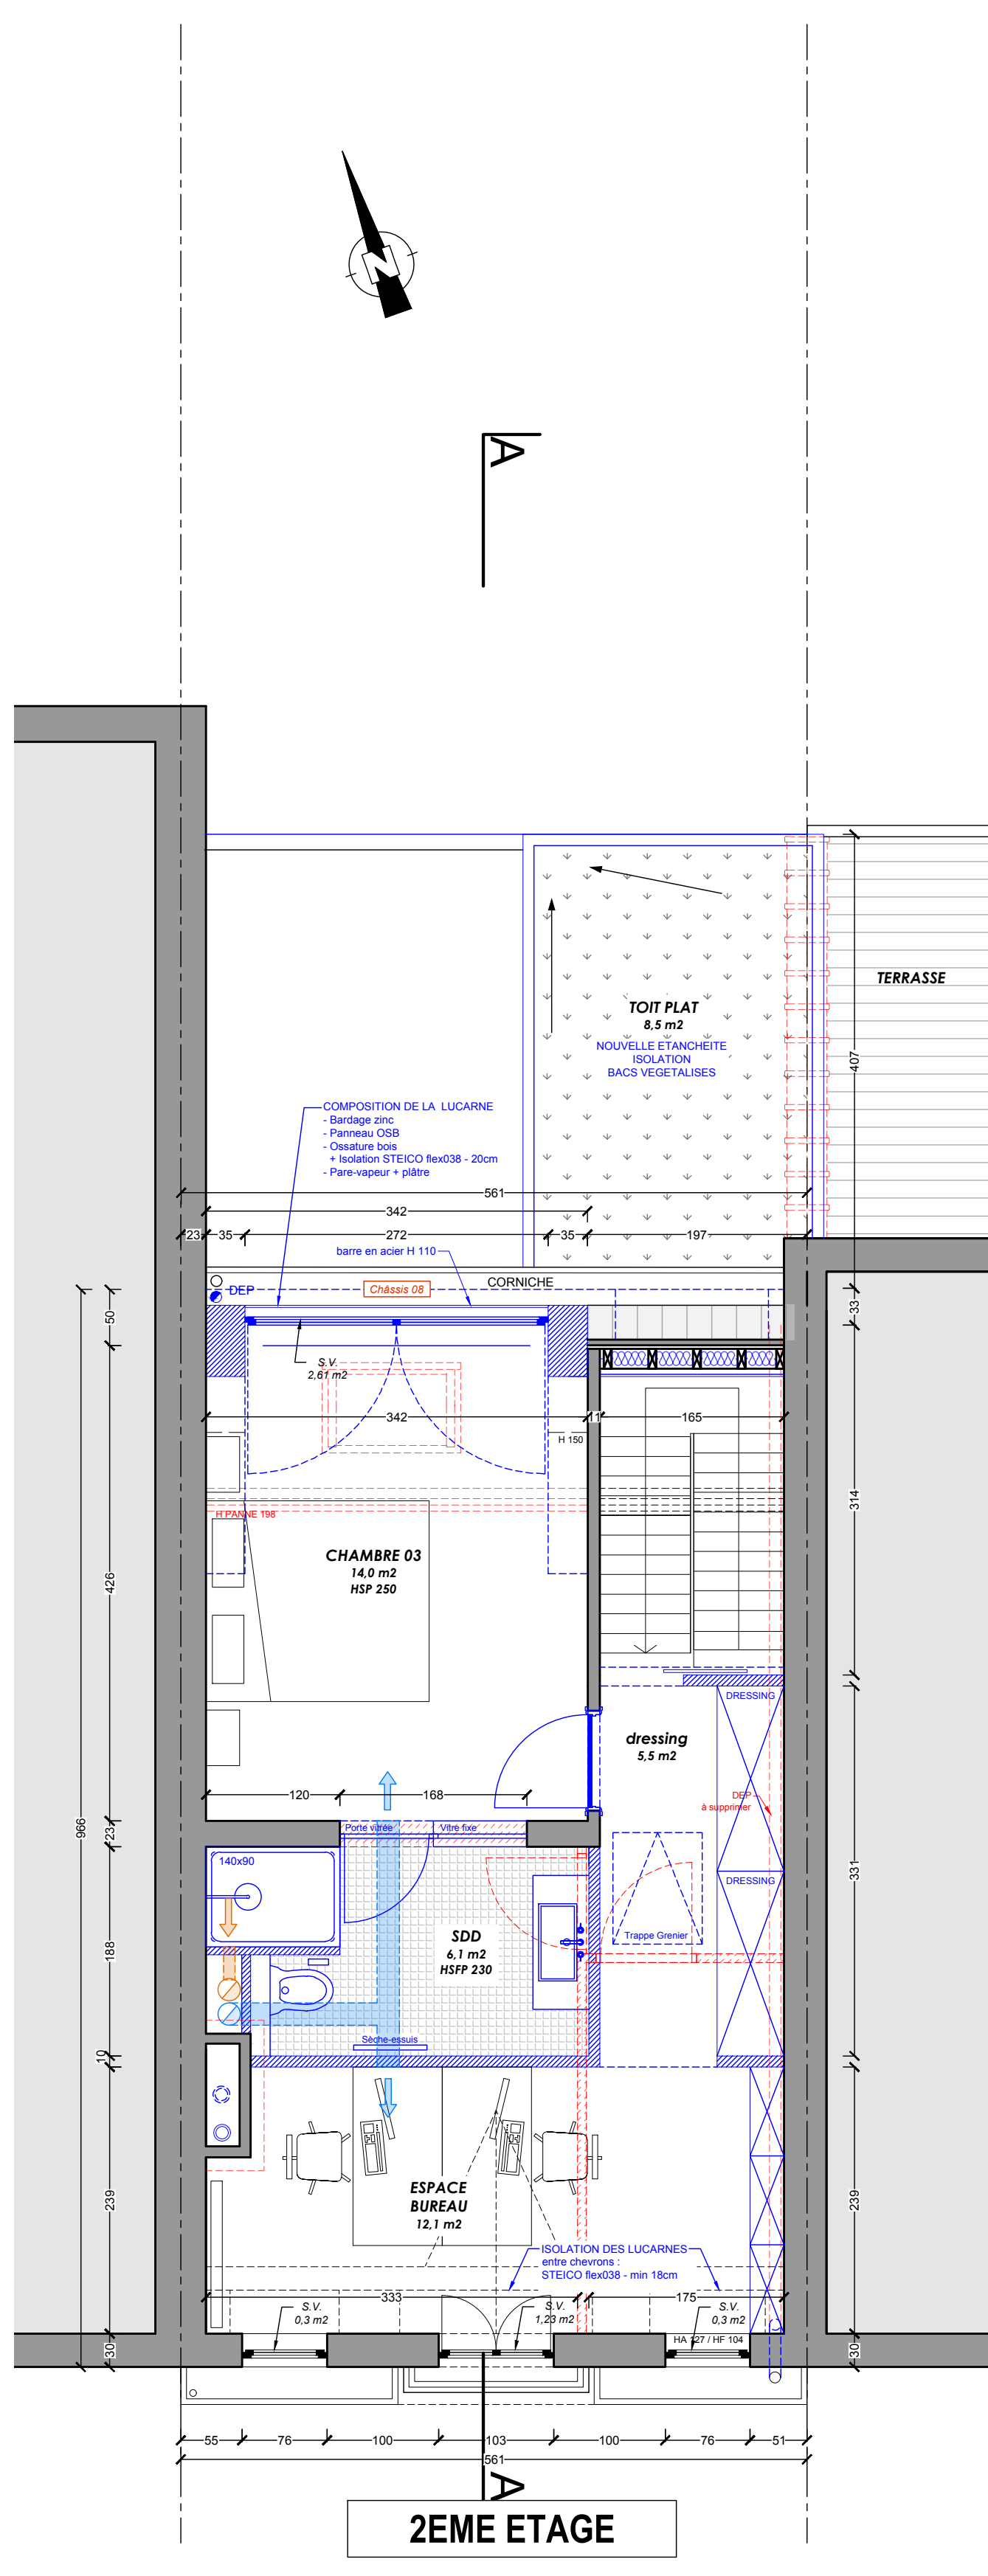 N
A
TERRASSE
TOIT PLAT
8,5 m2
NOUVELLE ETANCHEITE
ISOLATION
BACS VEGETALISES
407
COMPOSITION DE LA LUCARNE
- Bardage zinc
- Panneau OSB
- Ossature bois
+ Isolation STEICO flex038 - 20cm
- Pare-vapeur + plâtre
561
342
23
35
272
35
197
barre en acier H 110
CORNICHE
DEP
Châssis 08
50
33
S.V.
2,61 m2
342
11
165
H 150
H PANNE 198
314
CHAMBRE 03
14,0 m2
HSP 250
426
DRESSING
dressing
5,5 m2
DEP
à supprimer
120
168
966
23
Porte vitrée
Vitre fixe
140x90
331
DRESSING
SDD
6,1 m2
HSFP 230
Trappe Grenier
188
Sèche-essuis
10
ESPACE
BUREAU
12,1 m2
239
239
ISOLATION DES LUCARNES
entre chevrons :
STEICO flex038 - min 18cm
333
175
S.V.
0,3 m2
S.V.
1,23 m2
S.V.
0,3 m2
HA 127 / HF 104
30
30
55
76
100
103
100
76
51
561
A
2EME ETAGE